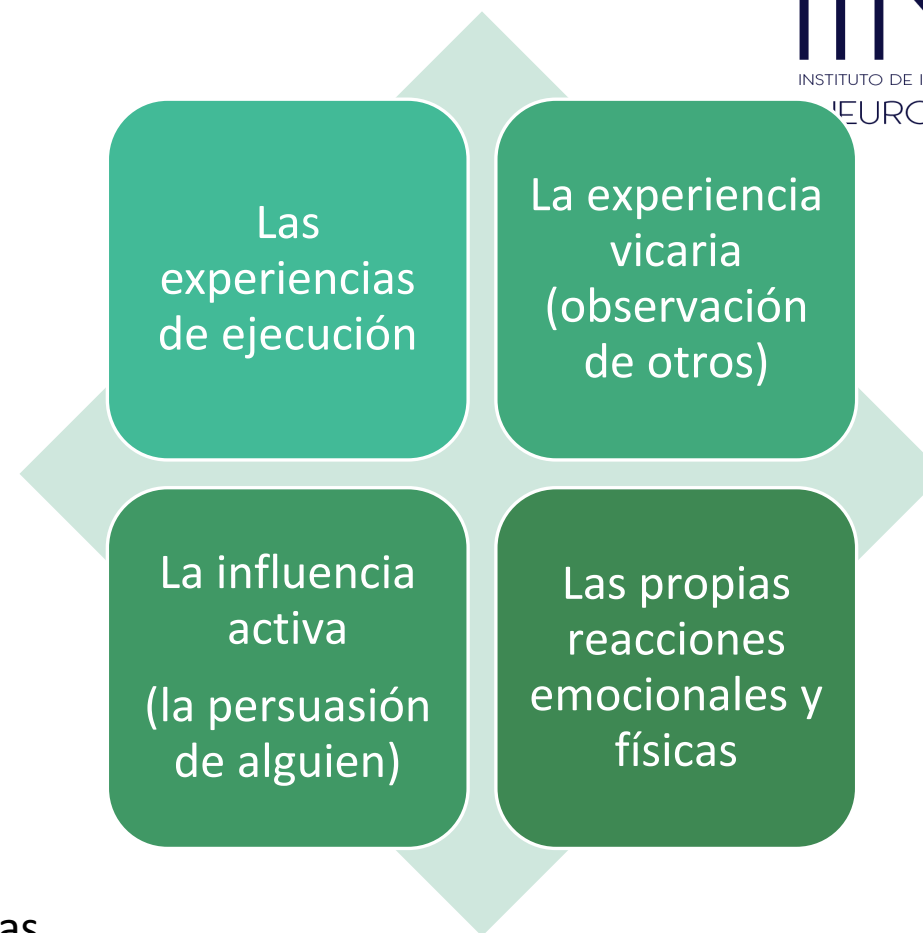 INSTITUTO DE
Las
experiencias
de ejecución
La experiencia
vicaria
(observación
de otros)
La influencia
activa
(la persuasión
de alguien)
Las propias
reacciones
emocionales y
físicas